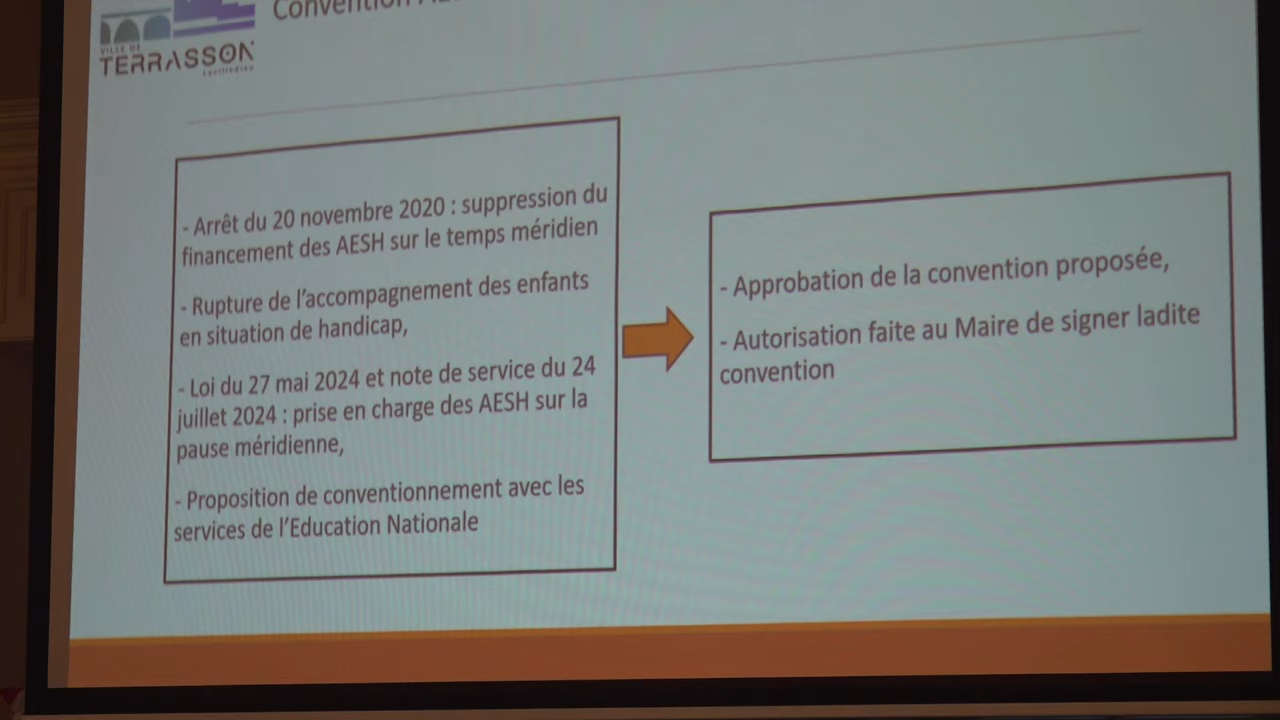 Convention
VILLE DE
TERRASSON
Lavilledieu
- Arrêt du 20 novembre 2020 : suppression du
financement des AESH sur le temps méridien
- Rupture de l'accompagnement des enfants
en situation de handicap,
- Loi du 27 mai 2024 et note de service du 24
juillet 2024 : prise en charge des AESH sur la
pause méridienne,
- Proposition de conventionnement avec les
services de l'Education Nationale
- Approbation de la convention proposée,
- Autorisation faite au Maire de signer ladite
convention